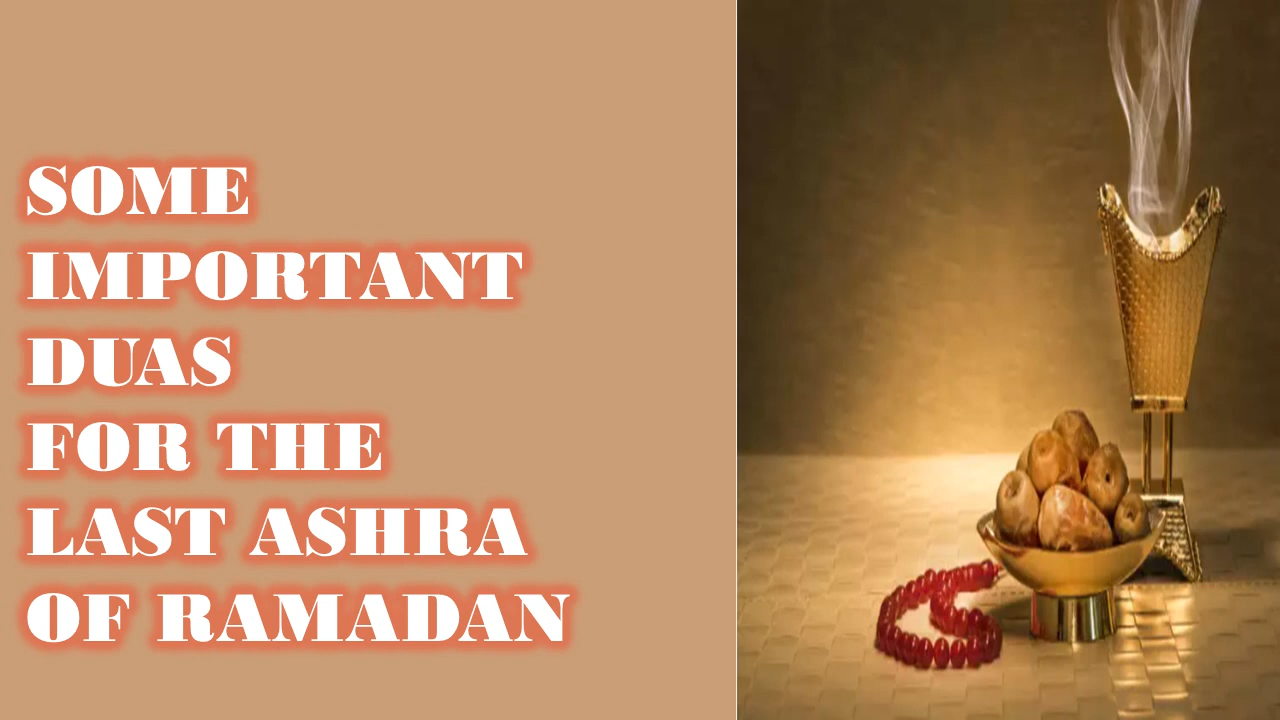 SOME
IMPORTANT
DUAS
FOR THE
LAST ASHRA
OF RAMADAN